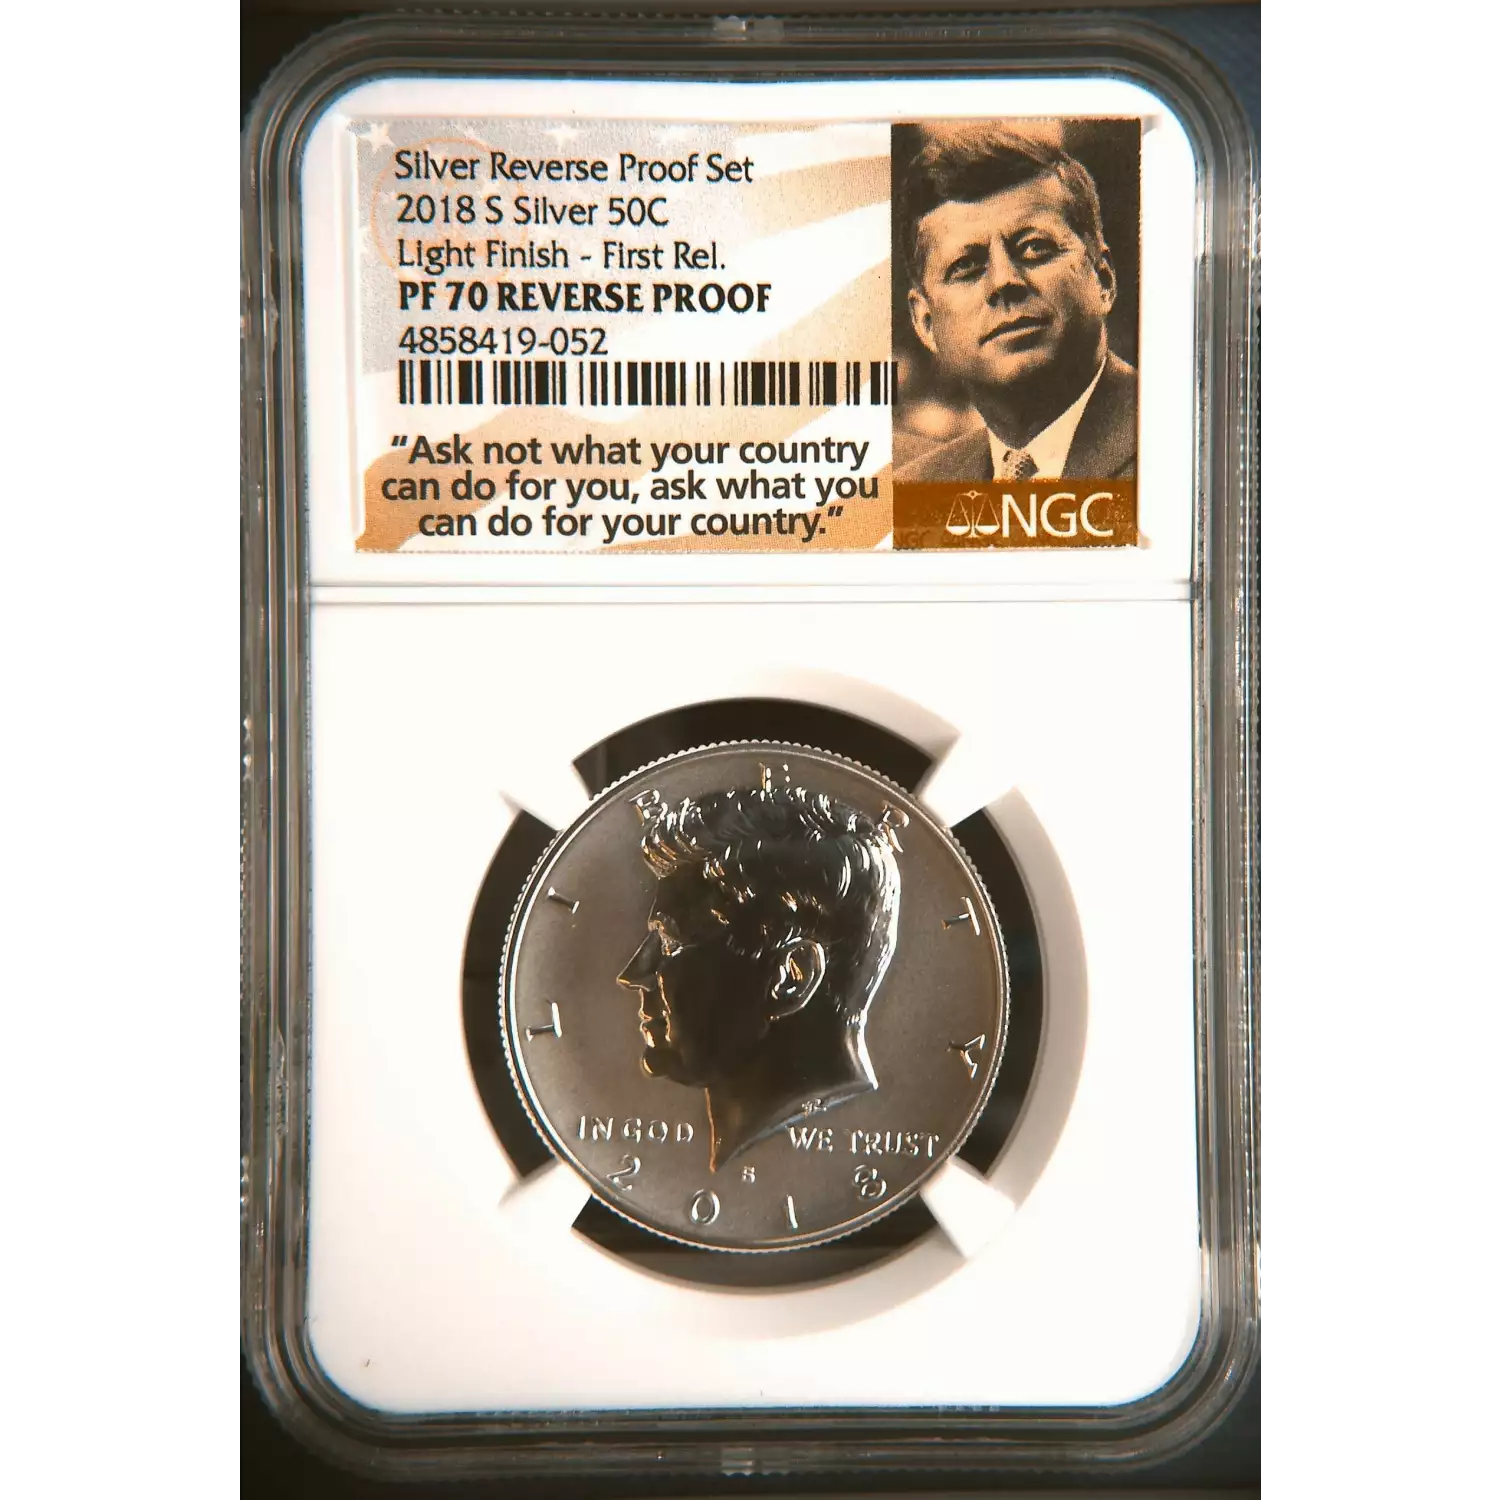 Silver Reverse Proof Set
2018 S Silver 50C
Light Finish - First Rel.
PF 70 REVERSE PROOF
4858419-052
“Ask not what your country
can do for you, ask what you
can do for your country.”
NGC
LIBERTY
IN GOD WE TRUST
S
2018